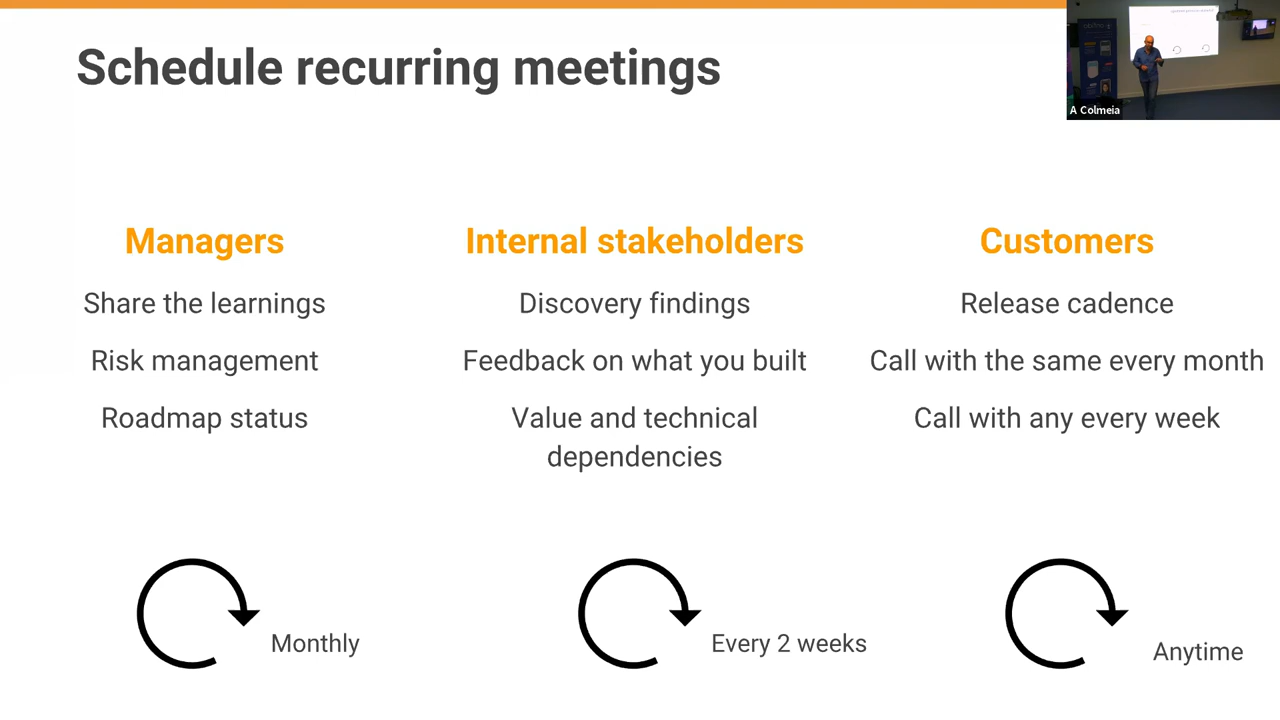 Schedule recurring meetings
A Colmeia
Managers
Share the learnings
Risk management
Roadmap status
Monthly
Internal stakeholders
Discovery findings
Feedback on what you built
Value and technical
dependencies
Every 2 weeks
Customers
Release cadence
Call with the same every month
Call with any every week
Anytime